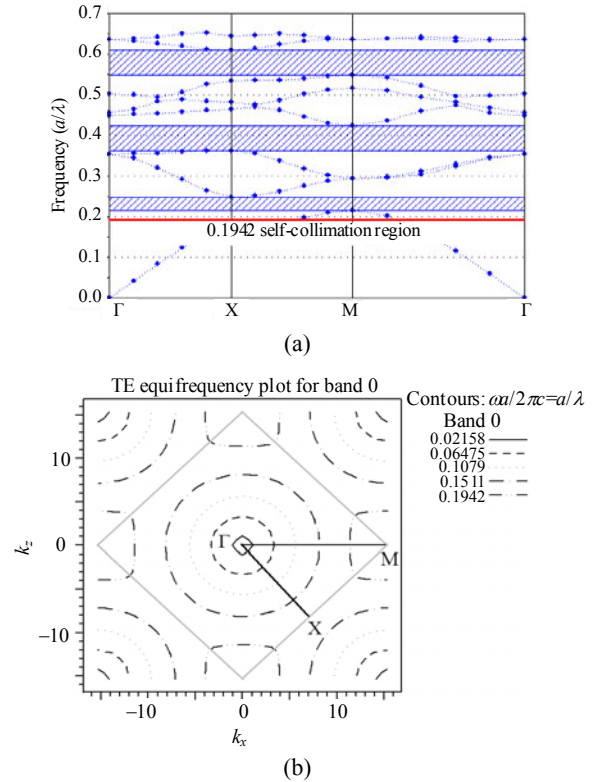 0.7
0.6
0.5
0.4
0.3
0.2
0.1
0.0
Frequency (a/λ)
0.1942 self-collimation region
Γ X M Γ
(a)
TE equifrequency plot for band 0
Contours: ωa/2πc=a/λ
Band 0
0.02158
0.06475
0.1079
0.1511
0.1942
10
0
−10
k_z
Γ
M
X
−10 0 10
k_x
(b)